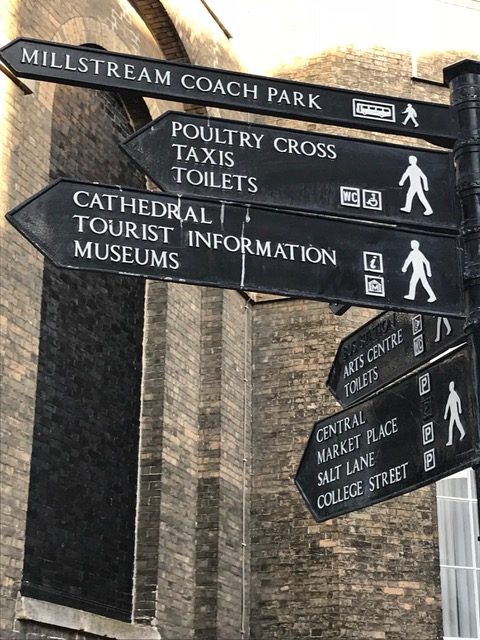 MILLSTREAM COACH PARK
POULTRY CROSS
TAXIS
TOILETS
WC
CATHEDRAL
TOURIST INFORMATION
MUSEUMS
i
ARTS CENTRE
TOILETS
WC
CENTRAL
MARKET PLACE
SALT LANE
COLLEGE STREET
P
P
P